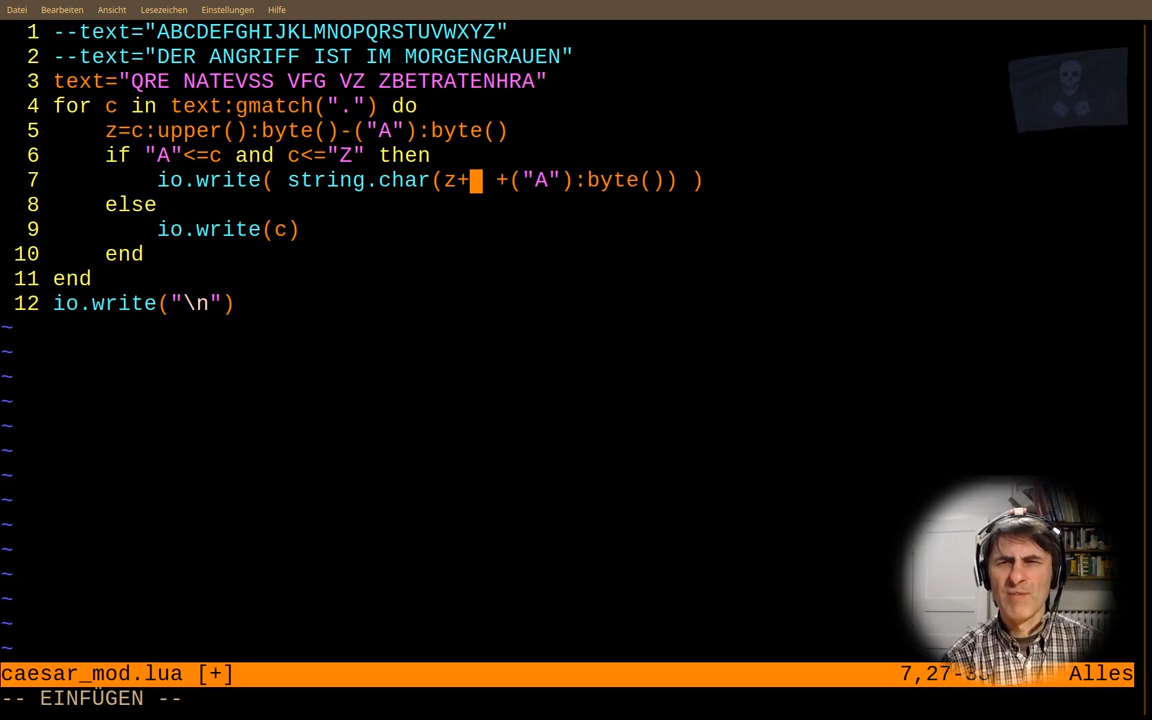 Datei Bearbeiten Ansicht Lesezeichen Einstellungen Hilfe
1 --text="ABCDEFGHIJKLMNOPQRSTUVWXYZ"
2 --text="DER ANGRIFF IST IM MORGENGRAUEN"
3 text="QRE NATEVSS VFG VZ ZBETRATENHRA"
4 for c in text:gmatch(".") do
5     z=c:upper():byte()-("A"):byte()
6     if "A"<=c and c<="Z" then
7         io.write( string.char(z+  +("A"):byte()) )
8     else
9         io.write(c)
10     end
11 end
12 io.write("\n")
~
~
~
~
~
~
~
~
~
~
~
~
~
~
caesar_mod.lua [+] 7,27-33 Alles
-- EINFÜGEN --